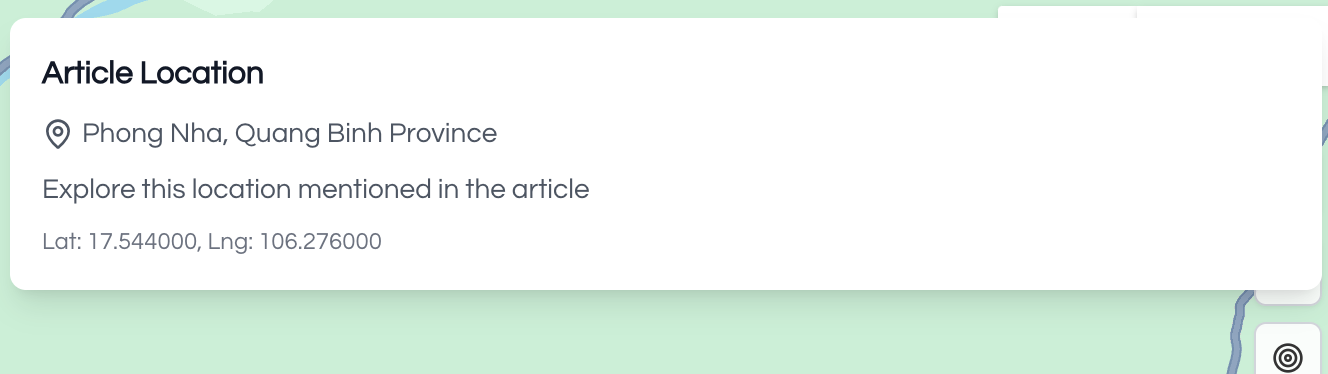 Article Location
Phong Nha, Quang Binh Province
Explore this location mentioned in the article
Lat: 17.544000, Lng: 106.276000